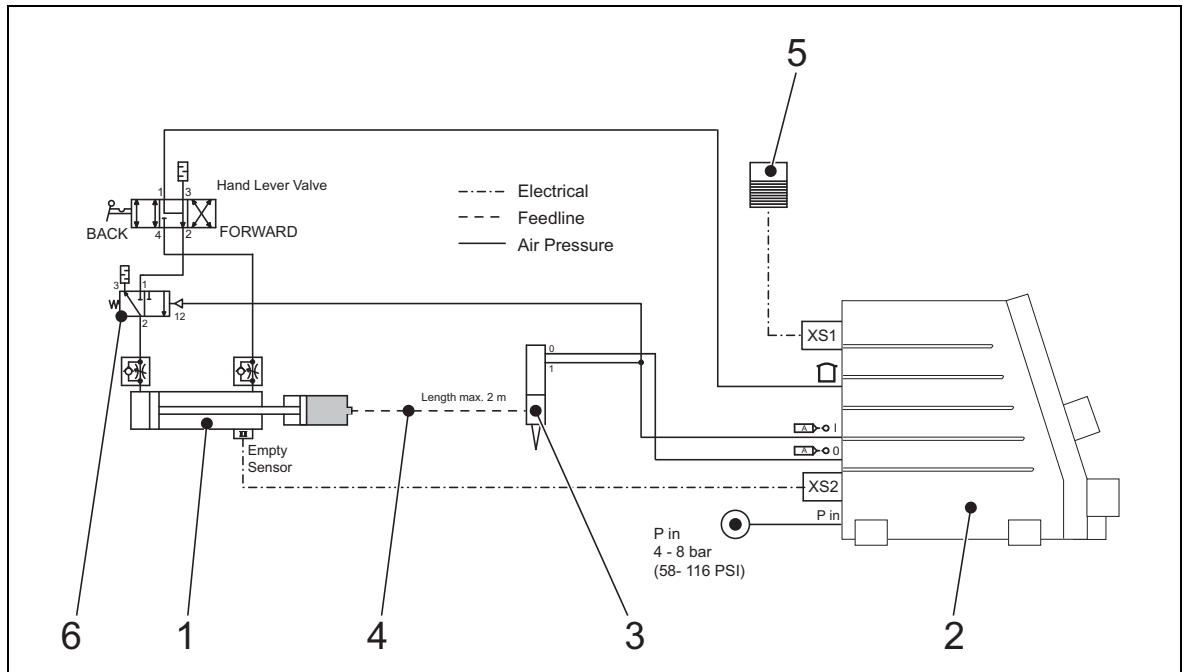 5
1
3
Hand Lever Valve
BACK
4
2
FORWARD
Electrical
Feedline
Air Pressure
3
1
2
12
XS1
0
1
Length max. 2 m
A
I
A
0
Empty
Sensor
XS2
P in
P in
4 - 8 bar
(58- 116 PSI)
6
1
4
3
2